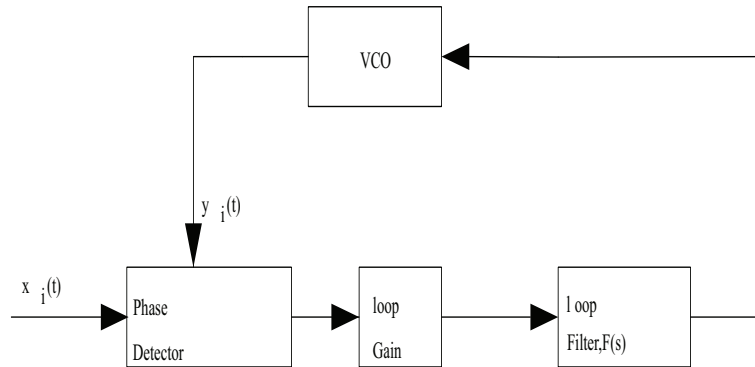 VCO
y i(t)
x i(t)
Phase
Detector
loop
Gain
l oop
Filter,F(s)